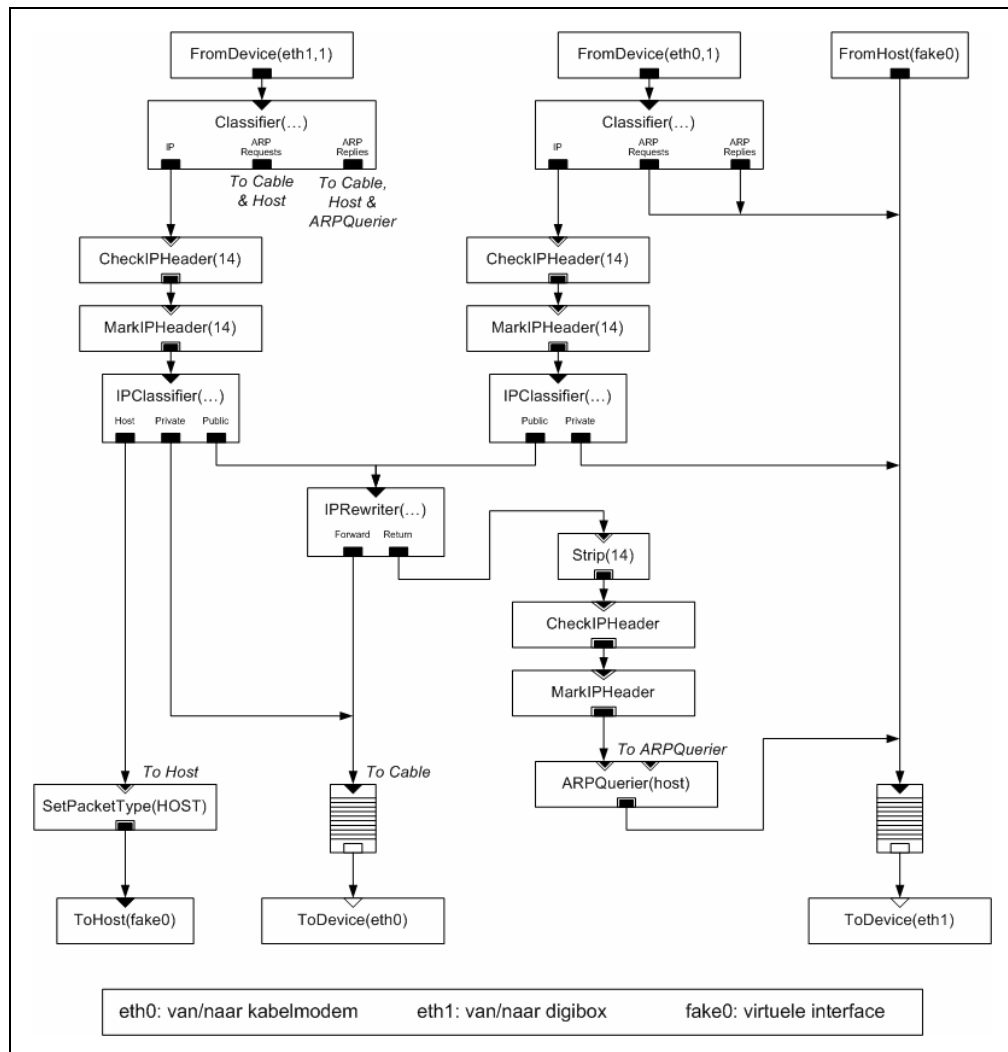 FromDevice(eth1,1)
FromDevice(eth0,1)
FromHost(fake0)
Classifier(...)
IP
ARP
Requests
ARP
Replies
Classifier(...)
IP
ARP
Requests
ARP
Replies
To Cable
& Host
To Cable,
Host &
ARPQuerier
CheckIPHeader(14)
CheckIPHeader(14)
MarkIPHeader(14)
MarkIPHeader(14)
IPClassifier(...)
Host
Private
Public
IPClassifier(...)
Public
Private
IPRewriter(...)
Forward
Return
Strip(14)
CheckIPHeader
MarkIPHeader
To ARPQuerier
ARPQuerier(host)
To Host
SetPacketType(HOST)
To Cable
ToHost(fake0)
ToDevice(eth0)
ToDevice(eth1)
eth0: van/naar kabelmodem
eth1: van/naar digibox
fake0: virtuele interface